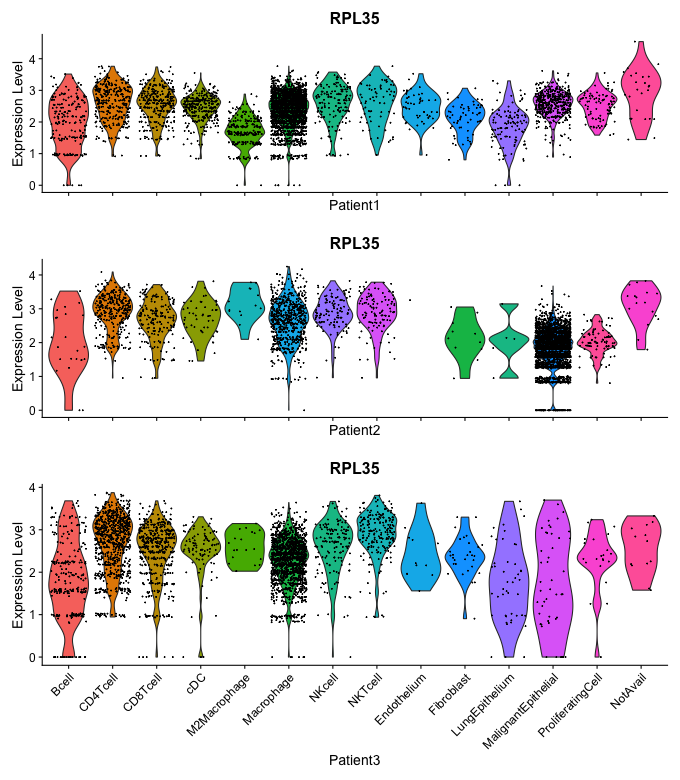 RPL35
Expression Level
4
3
2
1
0
Patient1
RPL35
Expression Level
4
3
2
1
0
Patient2
RPL35
Expression Level
4
3
2
1
0
Bcell
CD4Tcell
CD8Tcell
cDC
M2Macrophage
Macrophage
NKcell
NKTcell
Endothelium
Fibroblast
LungEpithelium
MalignantEpithelial
ProliferatingCell
NotAvail
Patient3